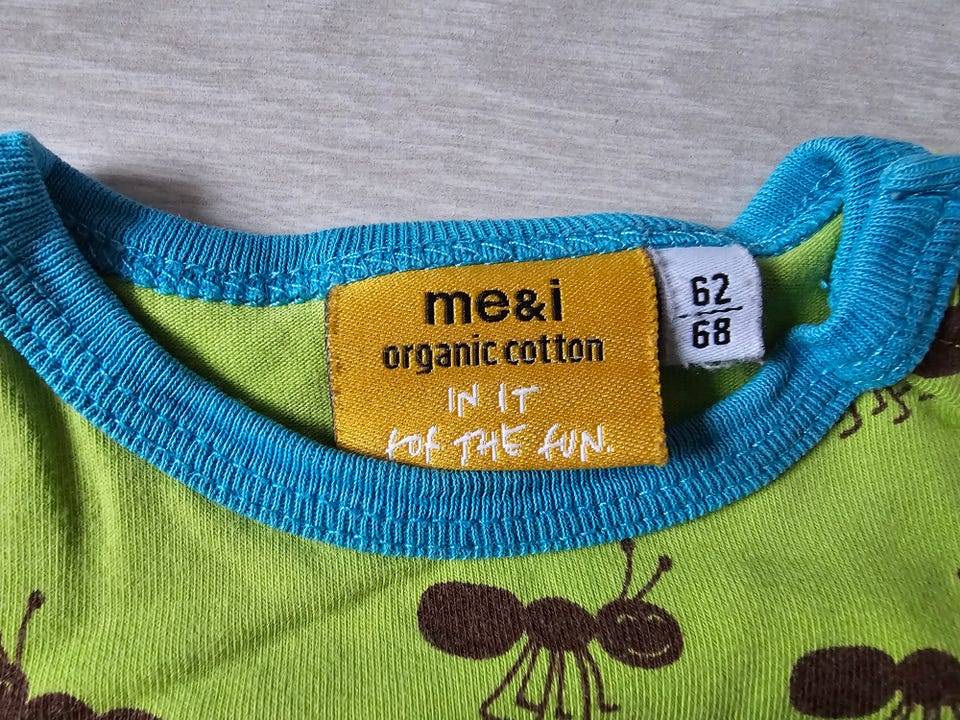 me&i
organic cotton
IN IT
FOR THE FUN.
62
68